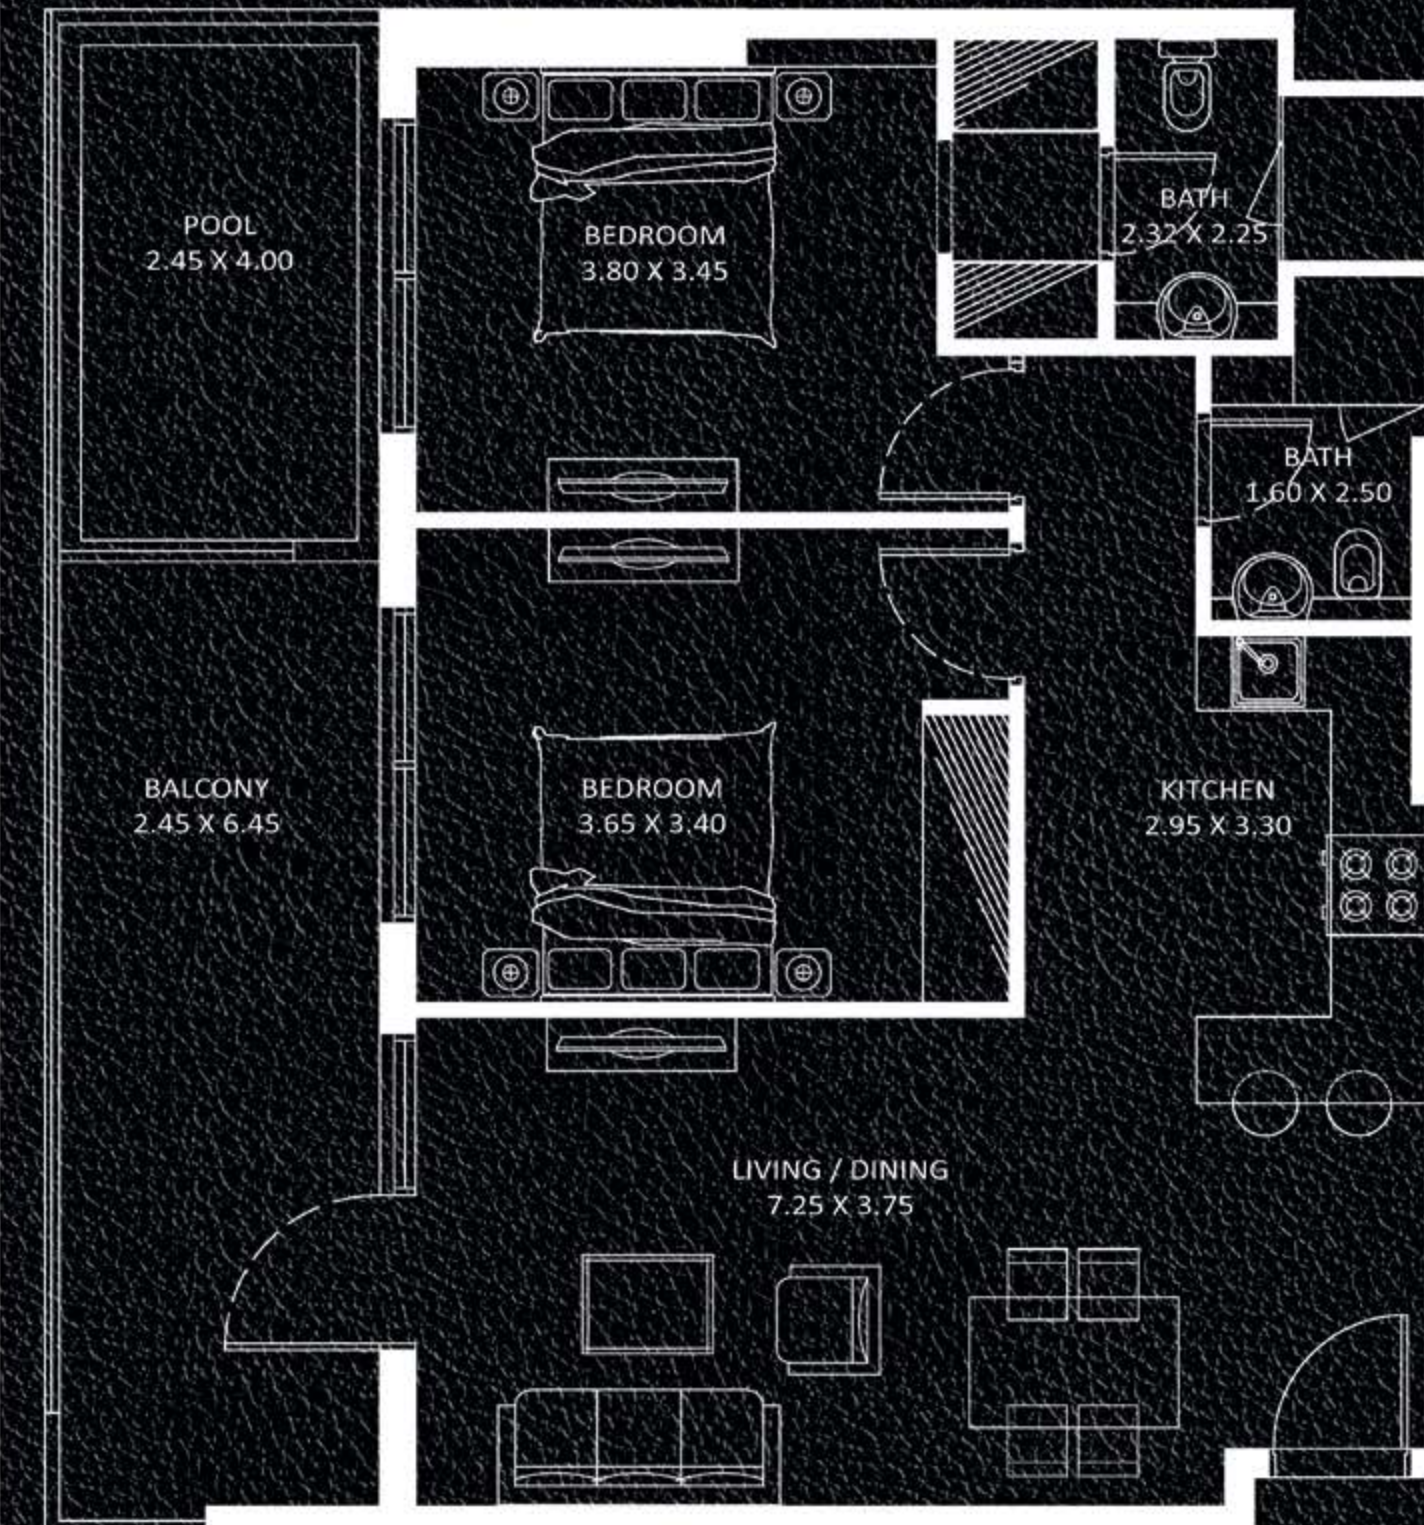 POOL
2.45 X 4.00
BEDROOM
3.80 X 3.45
BATH
2.32 X 2.25
BATH
1.60 X 2.50
BALCONY
2.45 X 6.45
BEDROOM
3.65 X 3.40
KITCHEN
2.95 X 3.30
LIVING / DINING
7.25 X 3.75